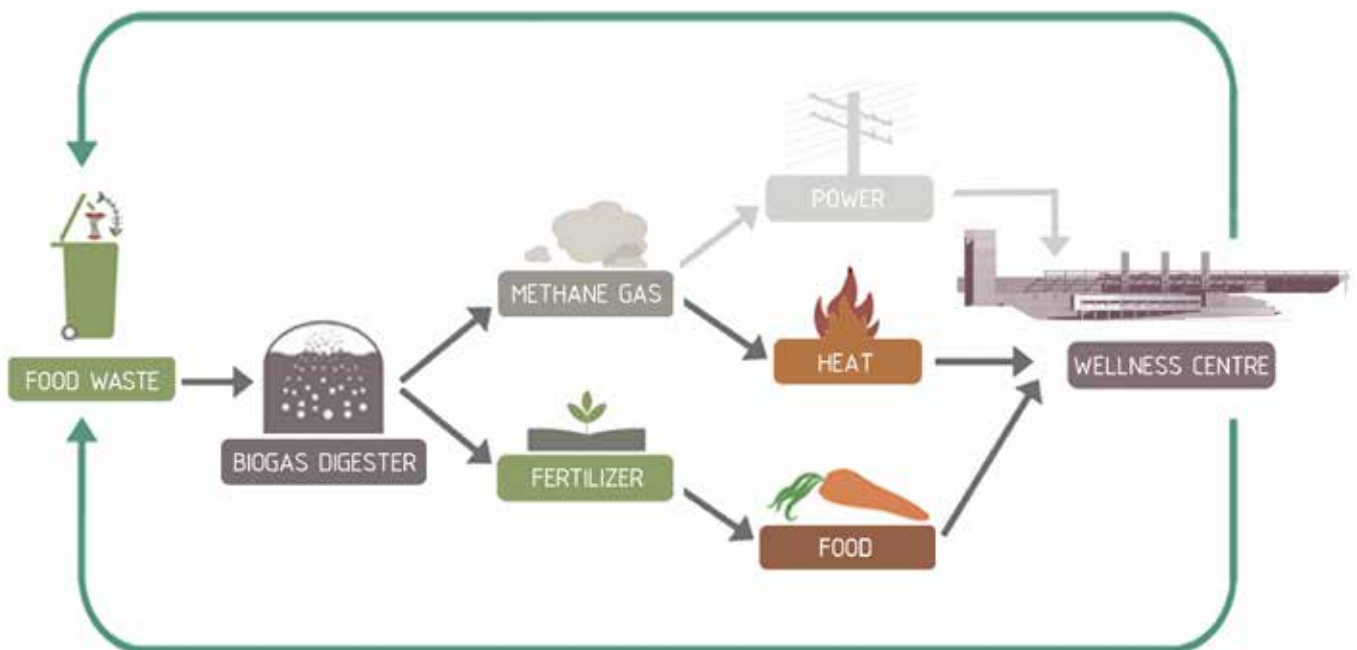 POWER
METHANE GAS
HEAT
WELLNESS CENTRE
FOOD WASTE
BIOGAS DIGESTER
FERTILIZER
FOOD